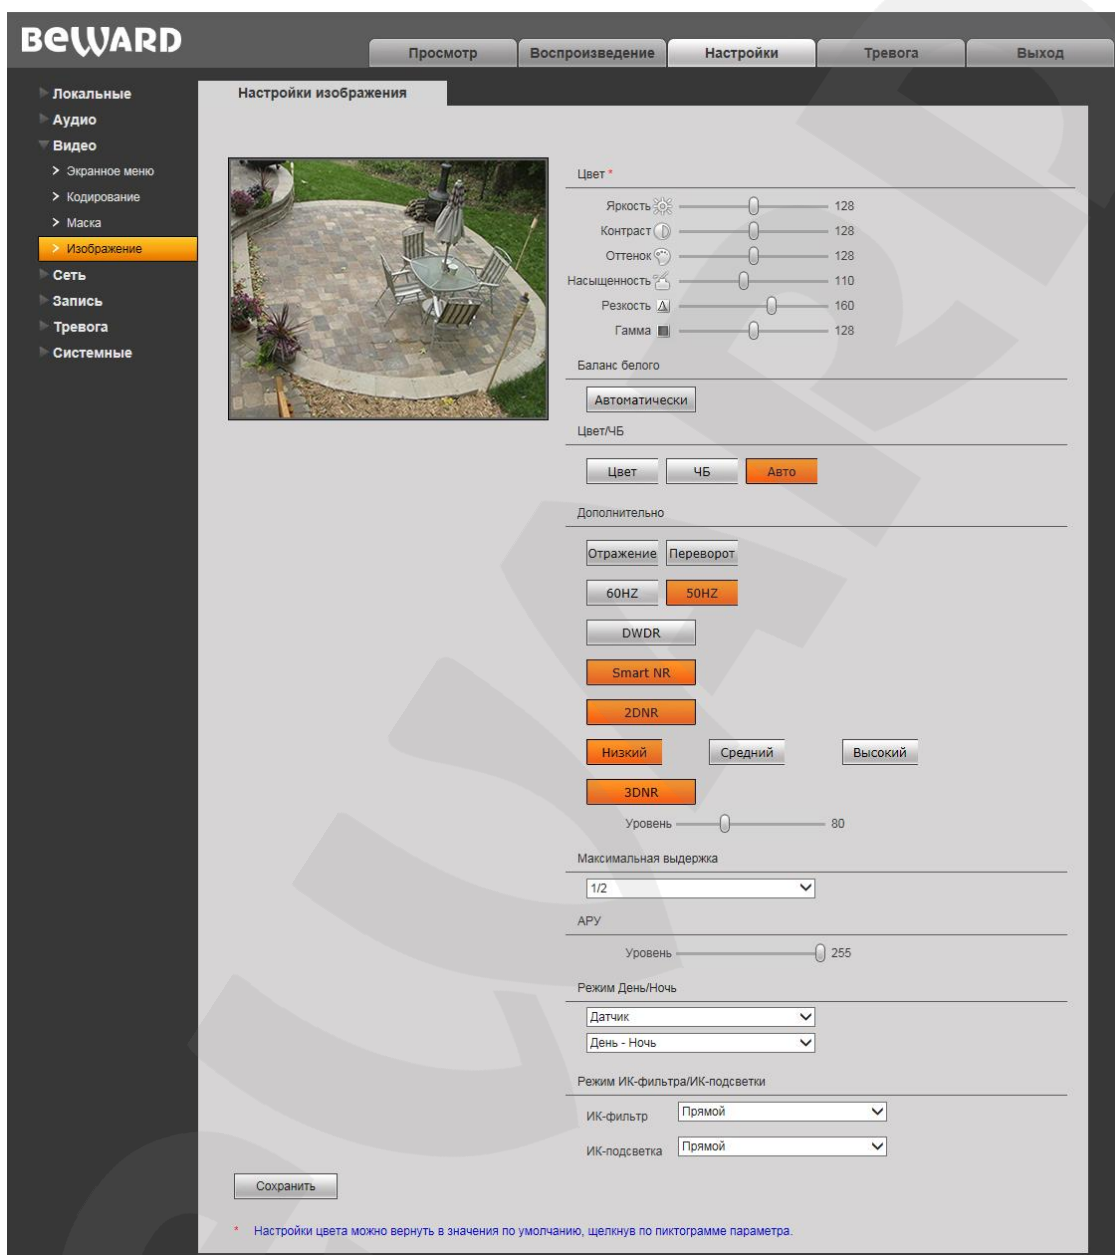 BEWARD
Просмотр Воспроизведение Настройки Тревога Выход
Локальные
Аудио
Видео
> Экранное меню
> Кодирование
> Маска
> Изображение
Сеть
Запись
Тревога
Системные
Настройки изображения
Цвет *
Яркость 128
Контраст 128
Оттенок 128
Насыщенность 110
Резкость 160
Гамма 128
Баланс белого
Автоматически
Цвет/ЧБ
Цвет ЧБ Авто
Дополнительно
Отражение Переворот
60HZ 50HZ
DWDR
Smart NR
2DNR
Низкий Средний Высокий
3DNR
Уровень 80
Максимальная выдержка
1/2
АРУ
Уровень 255
Режим День/Ночь
Датчик
День - Ночь
Режим ИК-фильтра/ИК-подсветки
ИК-фильтр Прямой
ИК-подсветка Прямой
Сохранить
* Настройки цвета можно вернуть в значения по умолчанию, щелкнув по пиктограмме параметра.